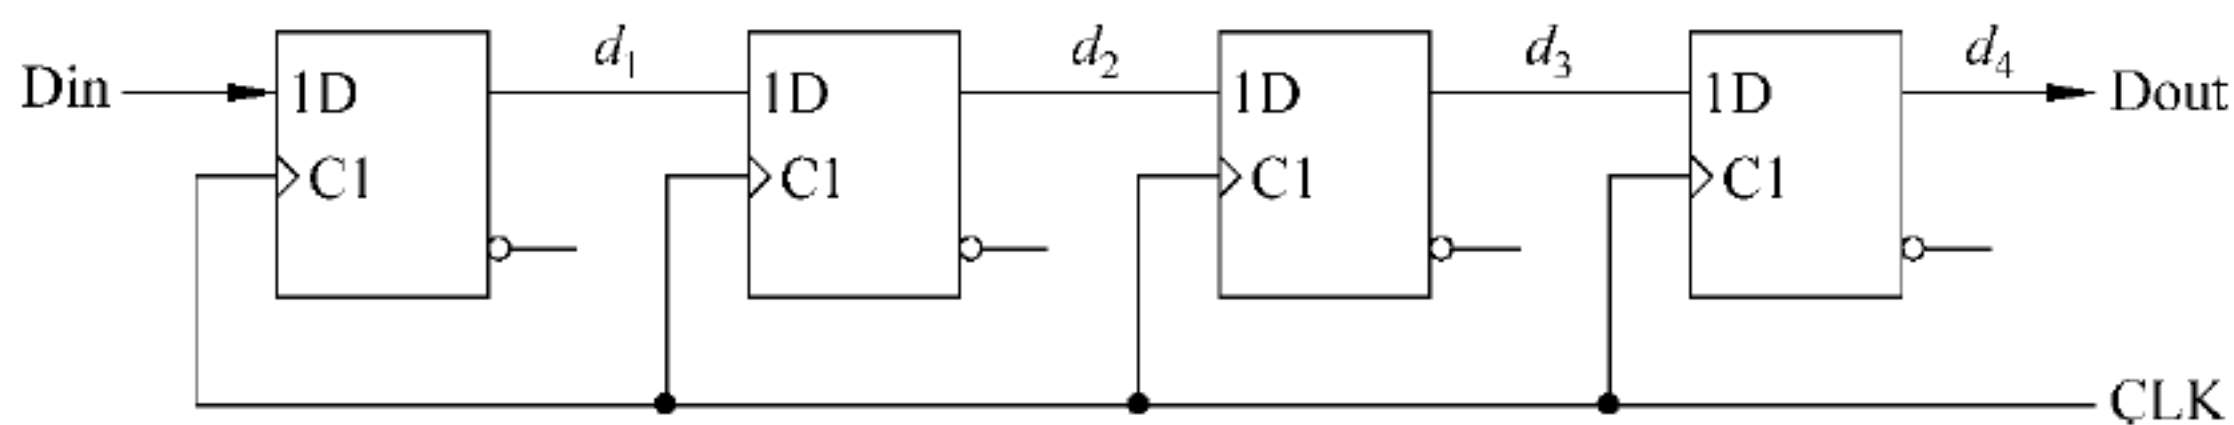 d₁ d₂ d₃ d₄
Din 1D 1D 1D 1D Dout
C1 C1 C1 C1
CLK